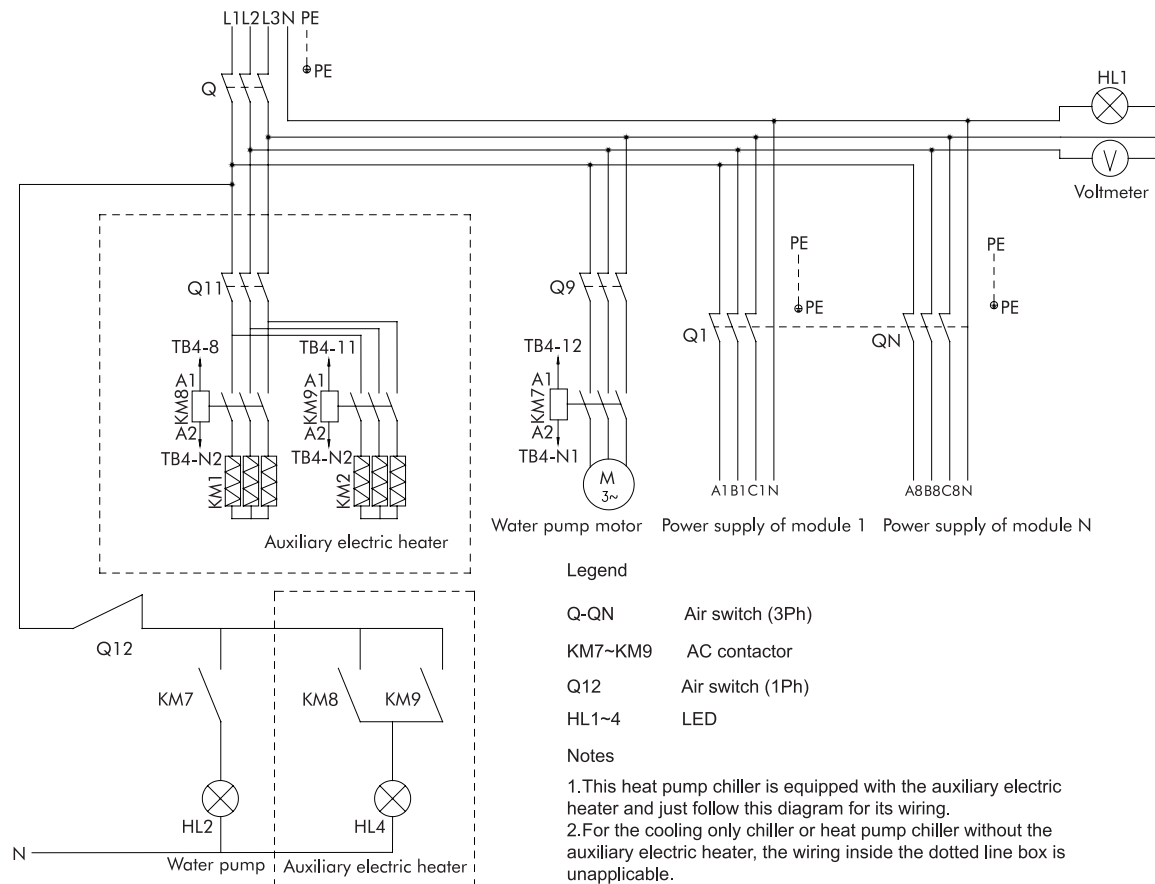 L1 L2 L3 N PE
PE
Q
HL1
V
Voltmeter
PE
PE
PE
PE
Q11
Q9
Q1
QN
TB4-8
TB4-11
TB4-12
A1
KM8
A2
A1
KM9
A2
A1
KM7
A2
TB4-N2
TB4-N2
TB4-N1
KM1
KM2
M
3~
A1B1C1N
A8B8C8N
Auxiliary electric heater
Water pump motor
Power supply of module 1
Power supply of module N
Q12
KM7
KM8
KM9
HL2
HL4
N
Water pump
Auxiliary electric heater
Legend
Q-QN Air switch (3Ph)
KM7~KM9 AC contactor
Q12 Air switch (1Ph)
HL1~4 LED
Notes
1.This heat pump chiller is equipped with the auxiliary electric
heater and just follow this diagram for its wiring.
2.For the cooling only chiller or heat pump chiller without the
auxiliary electric heater, the wiring inside the dotted line box is
unapplicable.